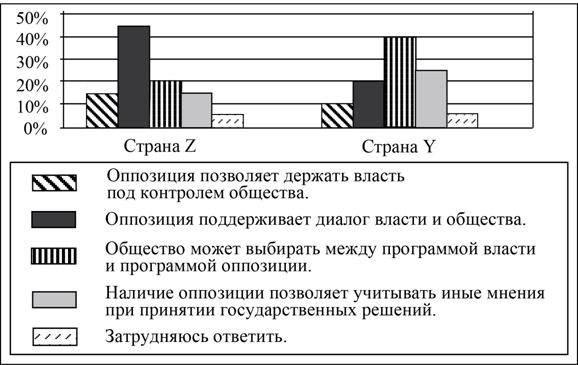 50%
40%
30%
20%
10%
0%
Страна Z
Страна Y
Оппозиция позволяет держать власть
под контролем общества.
Оппозиция поддерживает диалог власти и общества.
Общество может выбирать между программой власти
и программой оппозиции.
Наличие оппозиции позволяет учитывать иные мнения
при принятии государственных решений.
Затрудняюсь ответить.